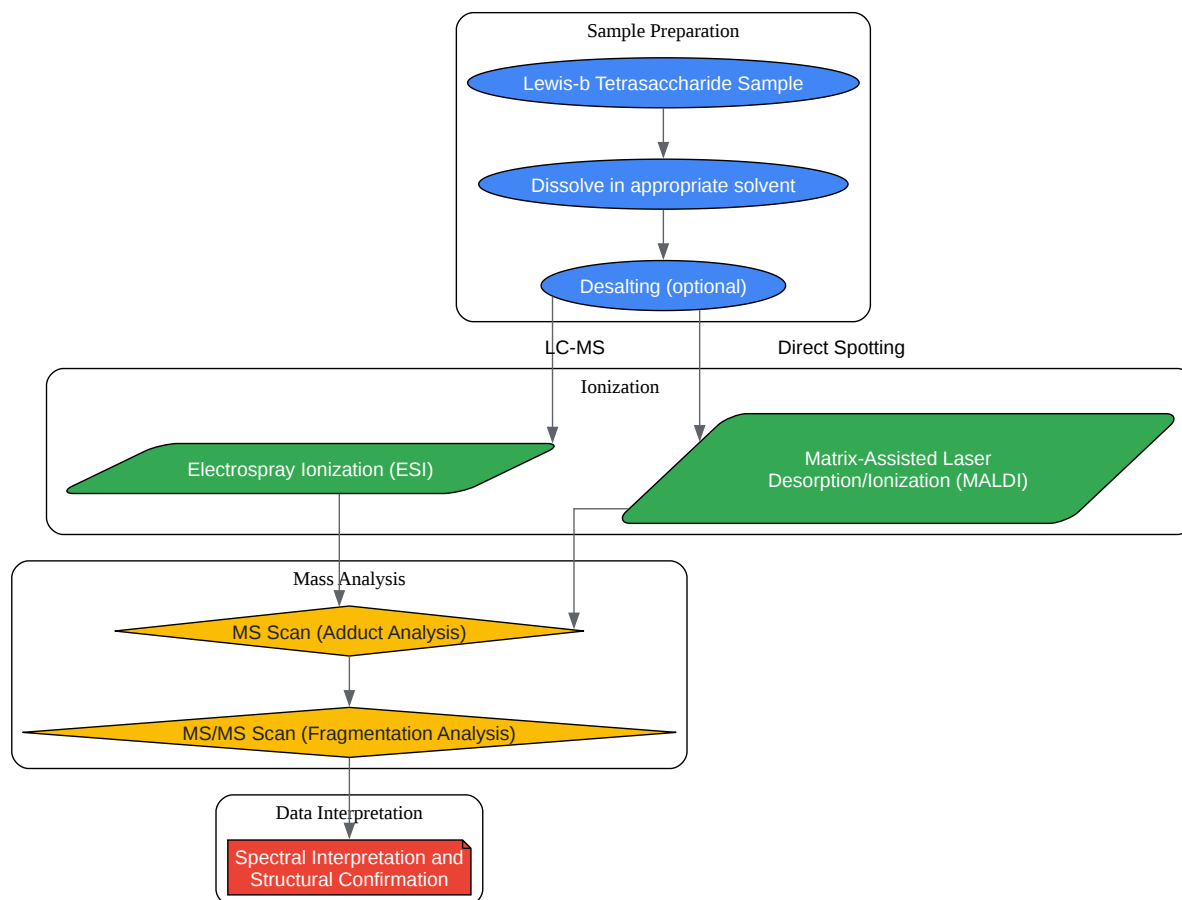 Sample Preparation
Lewis-b Tetrasaccharide Sample
Dissolve in appropriate solvent
Desalting (optional)
LC-MS
Direct Spotting
Ionization
Electrospray Ionization (ESI)
Matrix-Assisted Laser
Desorption/Ionization (MALDI)
Mass Analysis
MS Scan (Adduct Analysis)
MS/MS Scan (Fragmentation Analysis)
Data Interpretation
Spectral Interpretation and
Structural Confirmation